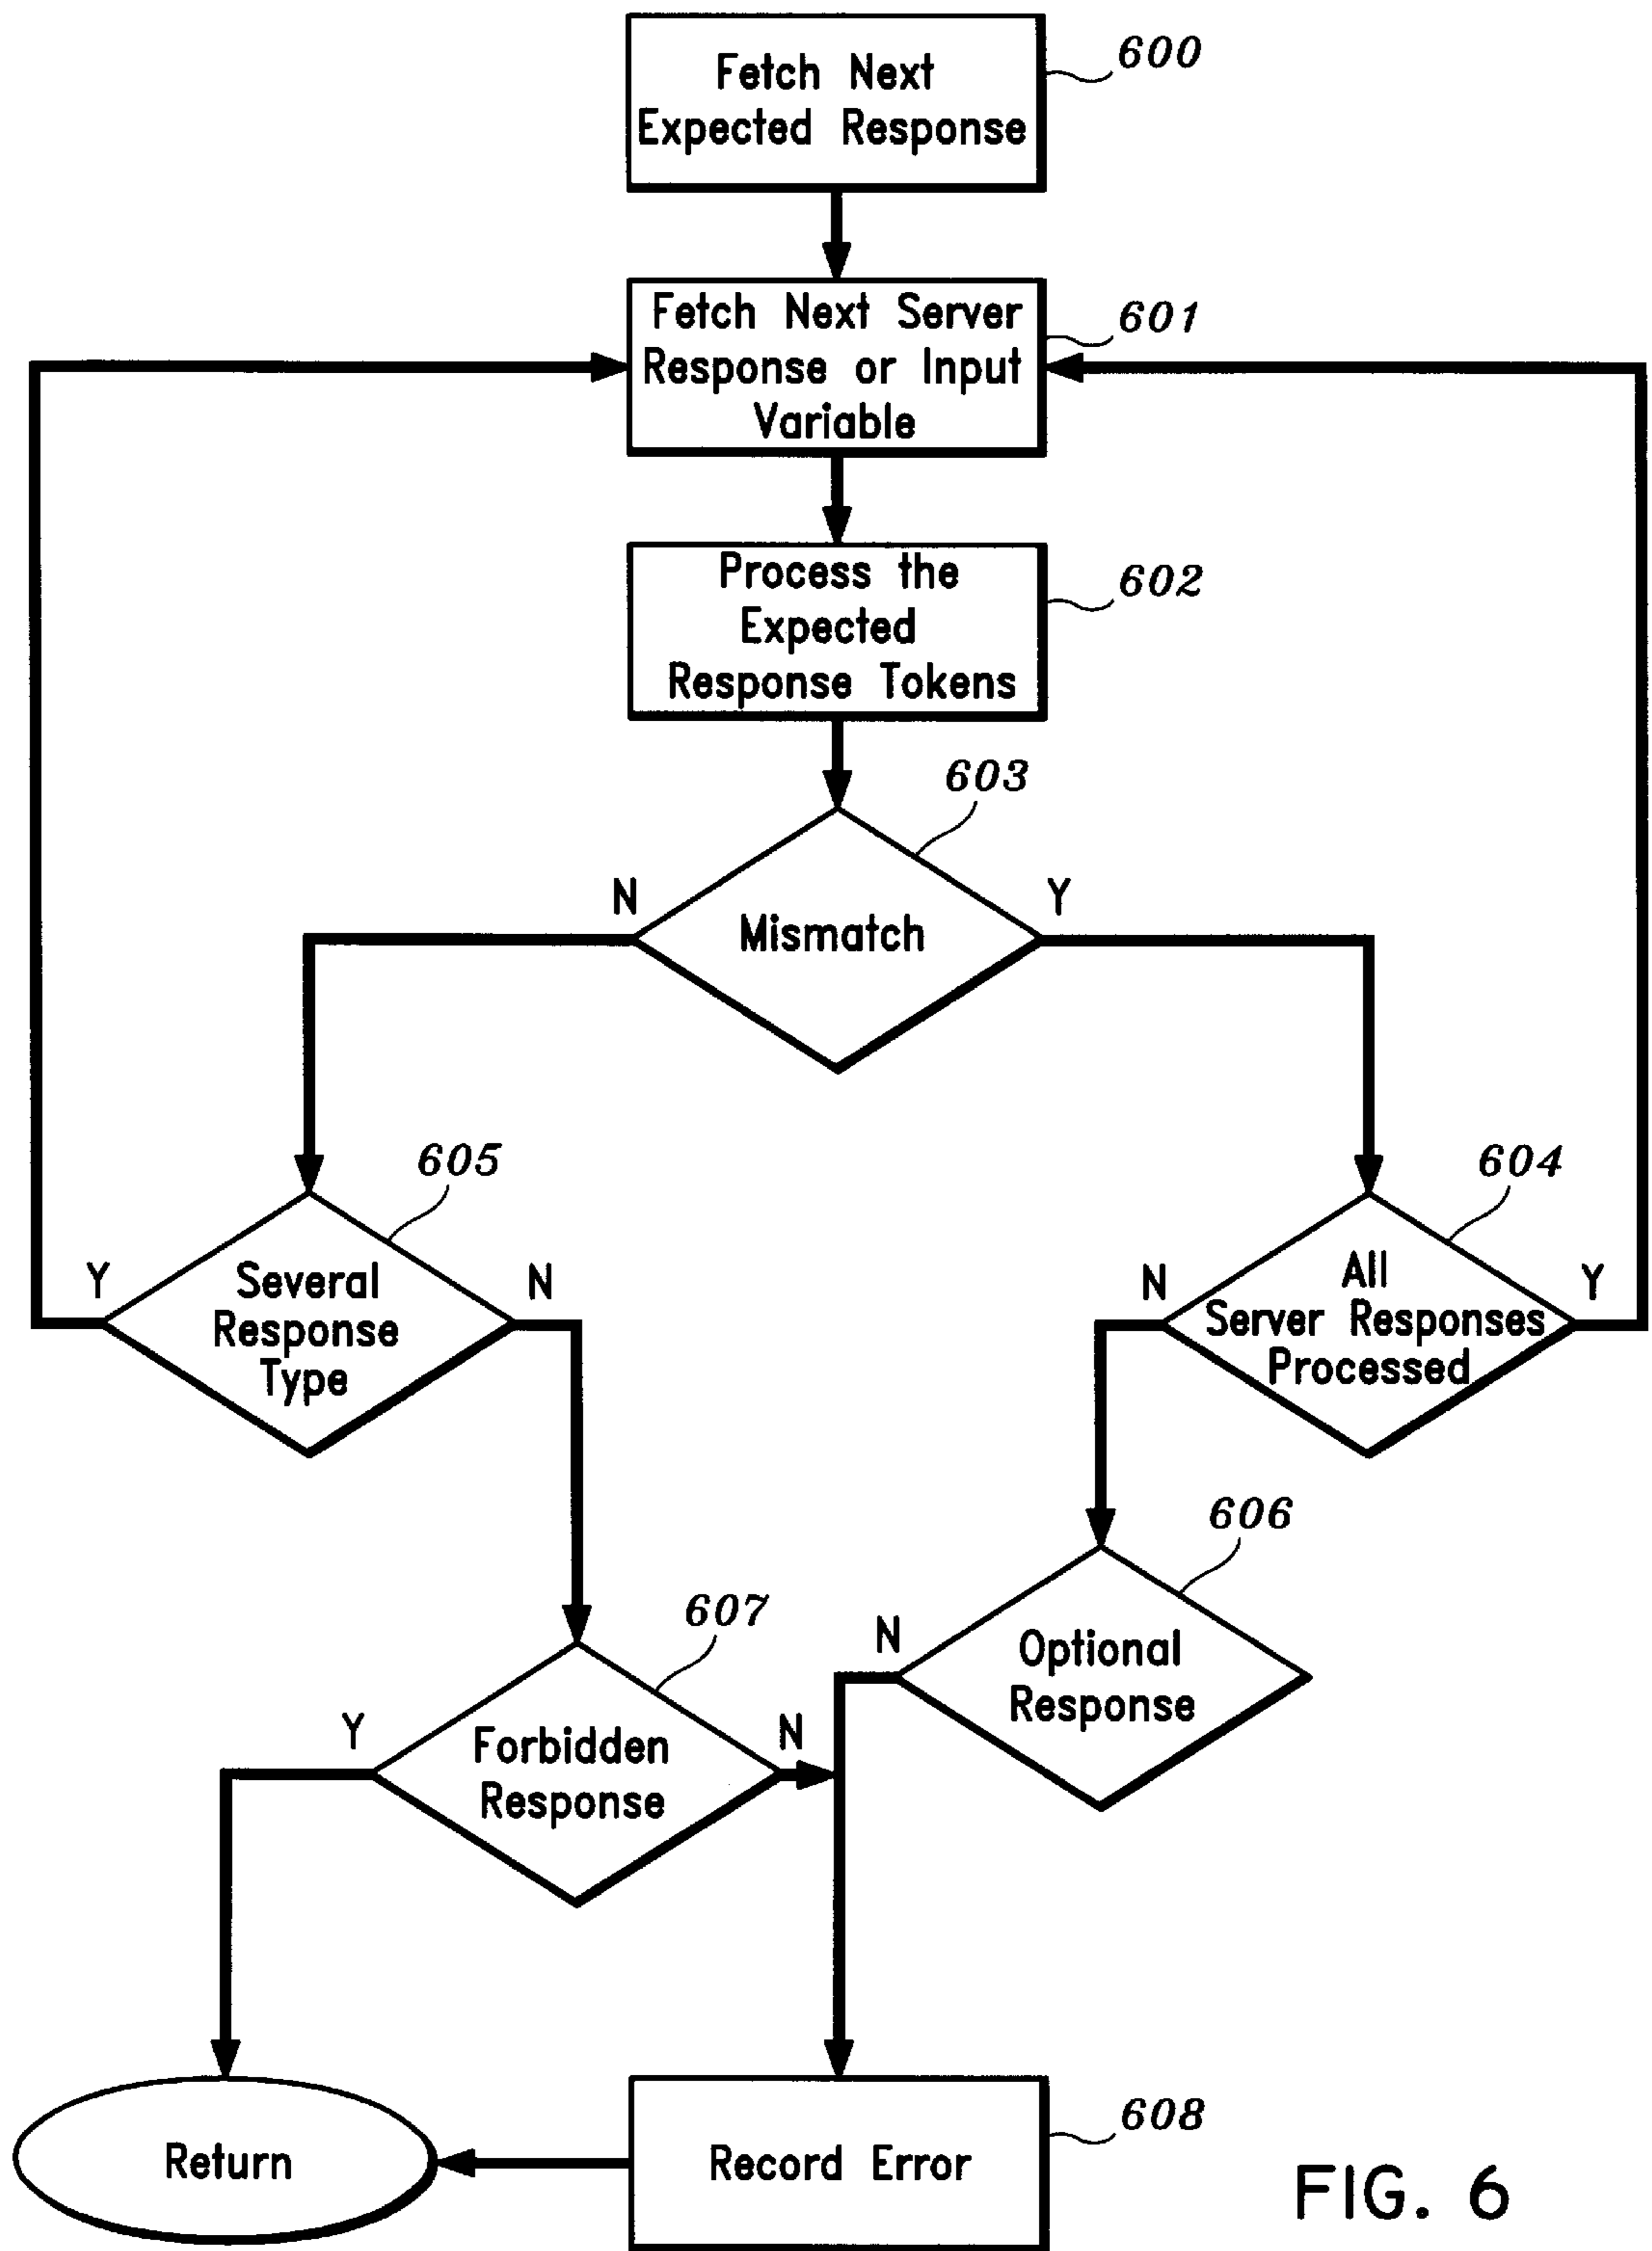 Fetch Next
Expected Response
600
Fetch Next Server
Response or Input
Variable
601
Process the
Expected
Response Tokens
602
603
N
Mismatch
Y
605
Y
Several
Response
Type
N
604
N
All
Server Responses
Processed
Y
606
N
Optional
Response
607
Y
Forbidden
Response
N
Return
Record Error
608
FIG. 6